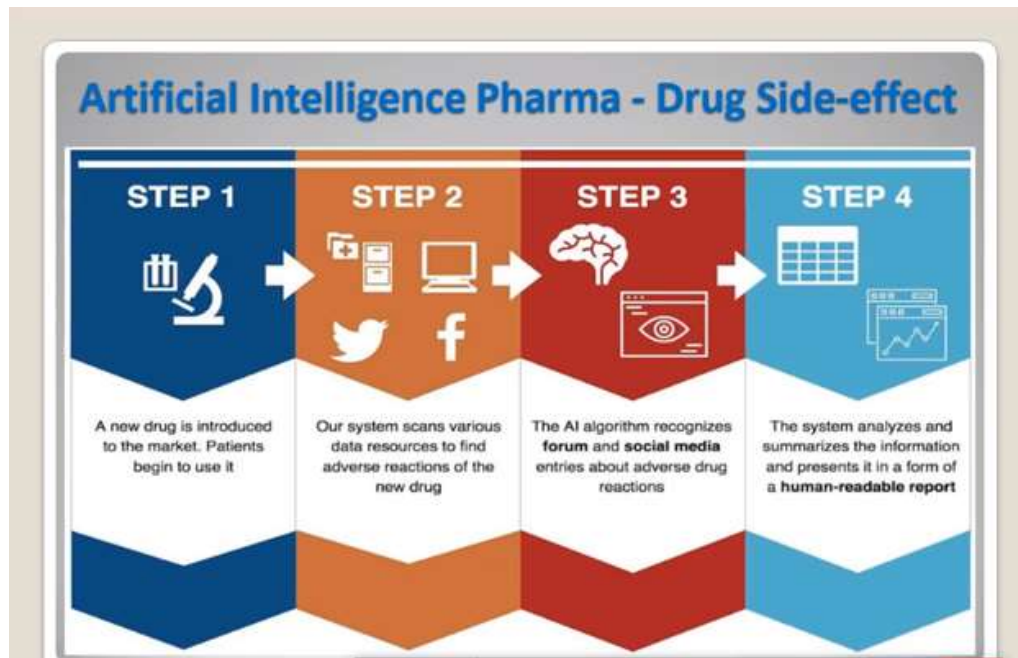 Artificial Intelligence Pharma - Drug Side-effect
STEP 1
A new drug is introduced
to the market. Patients
begin to use it
STEP 2
Our system scans various
data resources to find
adverse reactions of the
new drug
STEP 3
The AI algorithm recognizes
forum and social media
entries about adverse drug
reactions
STEP 4
The system analyzes and
summarizes the information
and presents it in a form of
a human-readable report